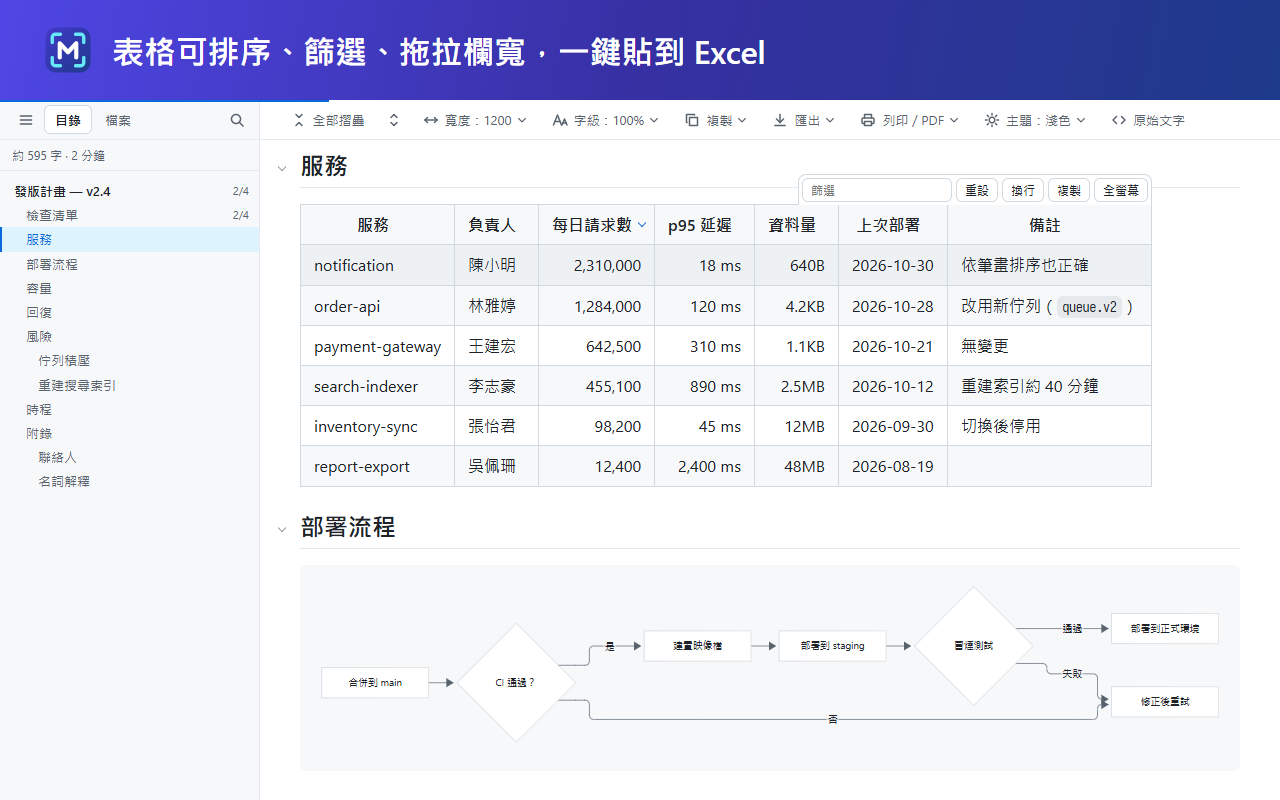 M 表格可排序、篩選、拖拉欄寬，一鍵貼到 Excel
目錄 檔案
全部摺疊 寬度：1200 字級：100% 複製 匯出 列印 / PDF 主題：淺色 原始文字
約 595 字 · 2 分鐘
發版計畫 — v2.4 2/4
檢查清單 2/4
服務
部署流程
容量
回復
風險
佇列積壓
重建搜尋索引
時程
附錄
聯絡人
名詞解釋
服務
篩選 重設 換行 複製 全螢幕
服務 負責人 每日請求數 p95 延遲 資料量 上次部署 備註
notification 陳小明 2,310,000 18 ms 640B 2026-10-30 依筆畫排序也正確
order-api 林雅婷 1,284,000 120 ms 4.2KB 2026-10-28 改用新佇列（ queue.v2 ）
payment-gateway 王建宏 642,500 310 ms 1.1KB 2026-10-21 無變更
search-indexer 李志豪 455,100 890 ms 2.5MB 2026-10-12 重建索引約 40 分鐘
inventory-sync 張怡君 98,200 45 ms 12MB 2026-09-30 切換後停用
report-export 吳佩珊 12,400 2,400 ms 48MB 2026-08-19
部署流程
合併到 main
CI 通過？
是
建置映像檔
部署到 staging
冒煙測試
通過
部署到正式環境
失敗
修正後重試
否